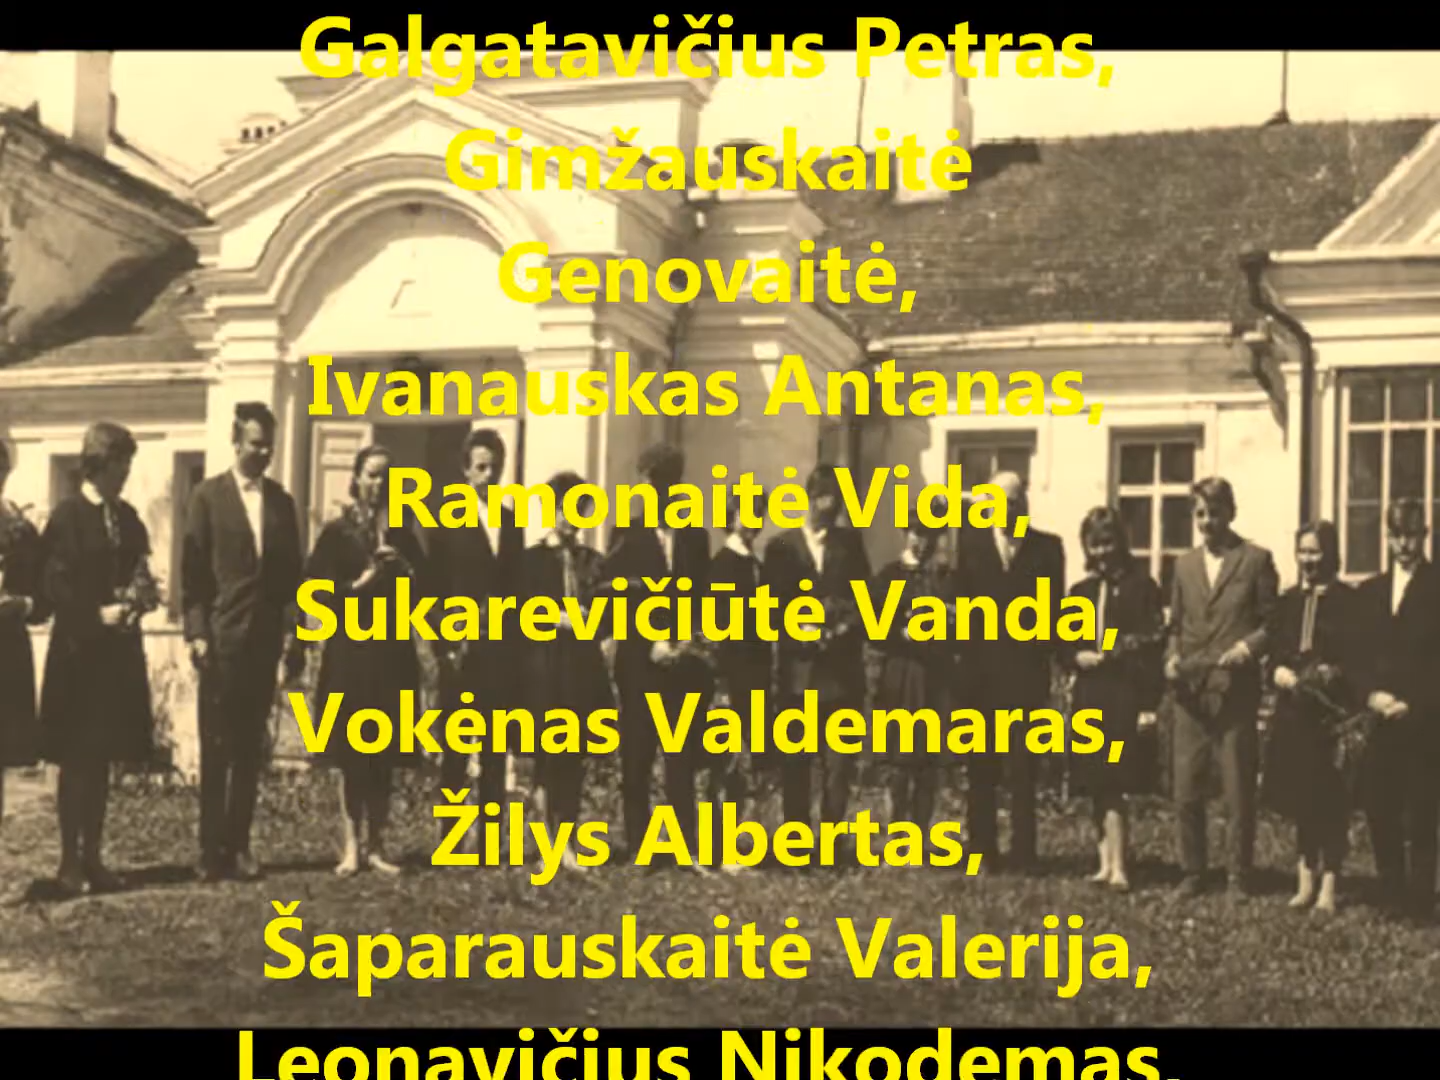 Galgatavičius Petras,
Gimžauskaitė
Genovaitė,
Ivanauskas Antanas,
Ramonaitė Vida,
Sukarevičiūtė Vanda,
Vokėnas Valdemaras,
Žilys Albertas,
Šaparauskaitė Valerija,
Leonavičius Nikodemas,